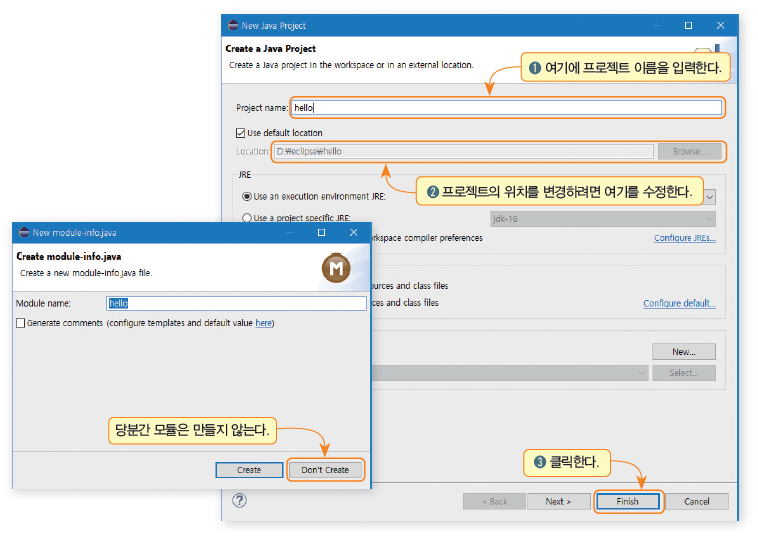 New Java Project
Create a Java Project
Create a Java project in the workspace or in an external location.
❶ 여기에 프로젝트 이름을 입력한다.
Project name: hello
Use default location
Location: D:￦eclipse￦hello Browse...
JRE
❷ 프로젝트의 위치를 변경하려면 여기를 수정한다.
Use an execution environment JRE:
Use a project specific JRE: jdk-16
orkspace compiler preferences Configure JREs...
ources and class files
ces and class files Configure default...
New...
Select...
❸ 클릭한다.
< Back Next > Finish Cancel
New module-info.java
Create module-info.java
Create a new module-info.java file.
M
Module name: hello
Generate comments (configure templates and default value here)
당분간 모듈은 만들지 않는다.
Create Don't Create
?